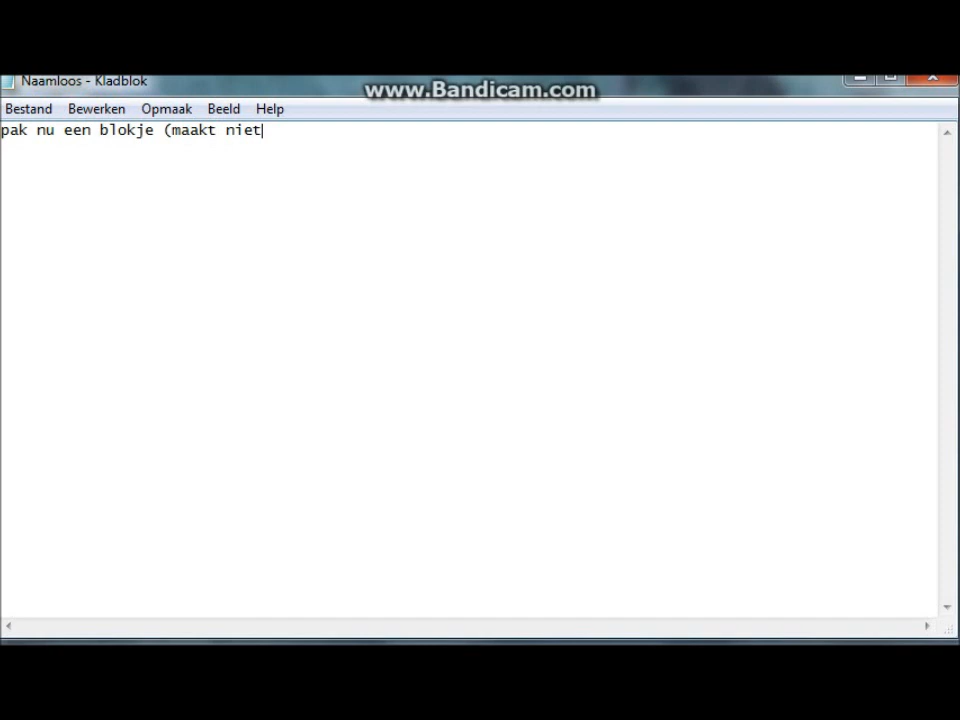 Naamloos - Kladblok
www.Bandicam.com
Bestand Bewerken Opmaak Beeld Help
pak nu een blokje (maakt niet